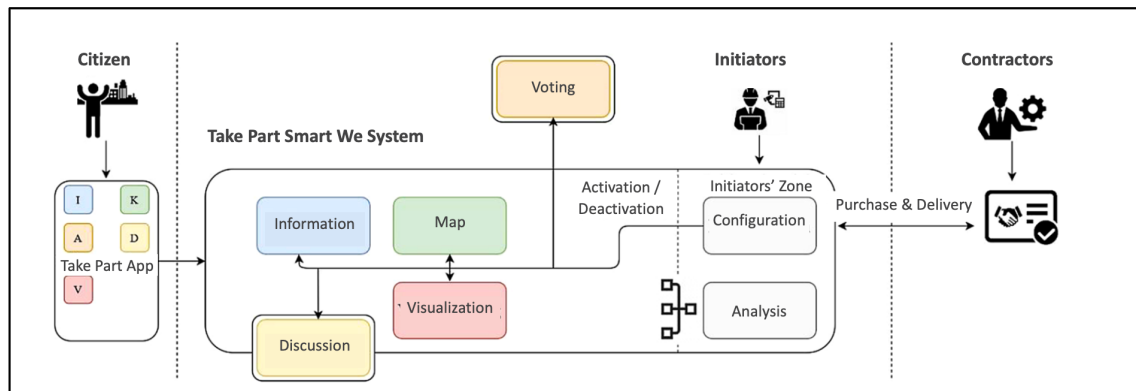 Citizen
Initiators
Contractors
Voting
Take Part Smart We System
I
K
A
D
Take Part App
V
Information
Map
Activation /
Deactivation
Initiators' Zone
Configuration
Purchase & Delivery
Visualization
Analysis
Discussion